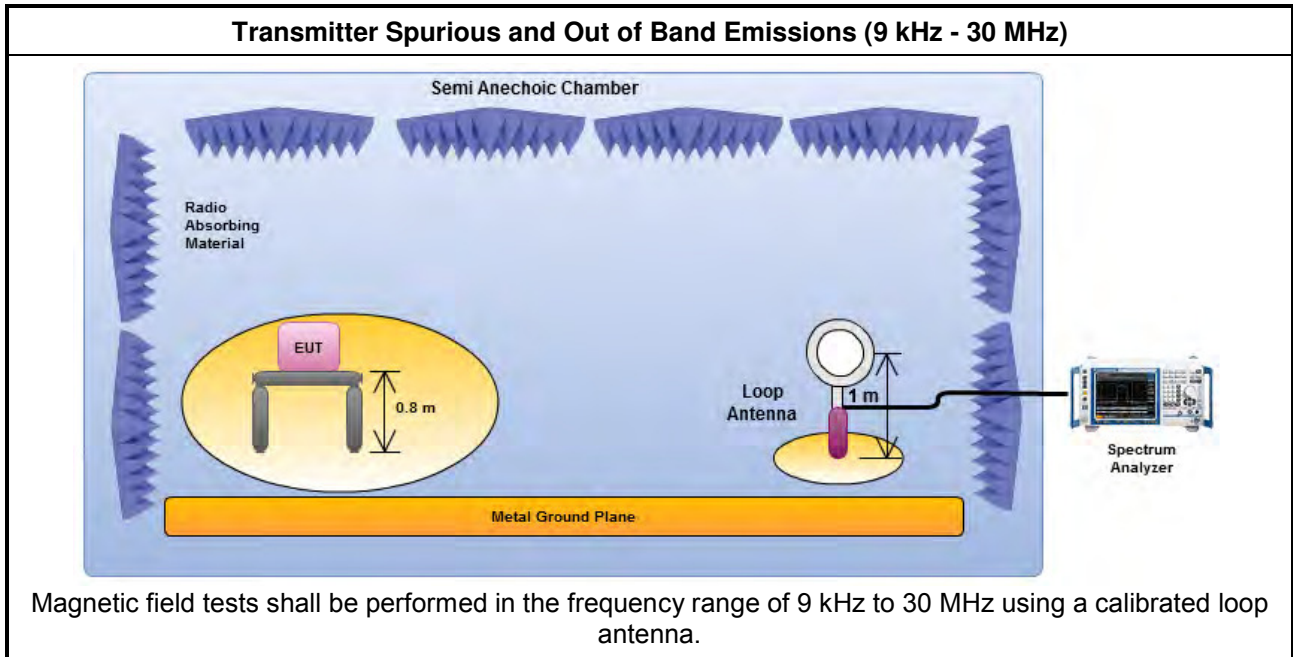 Transmitter Spurious and Out of Band Emissions (9 kHz - 30 MHz)
Semi Anechoic Chamber
Radio
Absorbing
Material
EUT
0.8 m
Loop
Antenna
1 m
Spectrum
Analyzer
Metal Ground Plane
Magnetic field tests shall be performed in the frequency range of 9 kHz to 30 MHz using a calibrated loop
antenna.